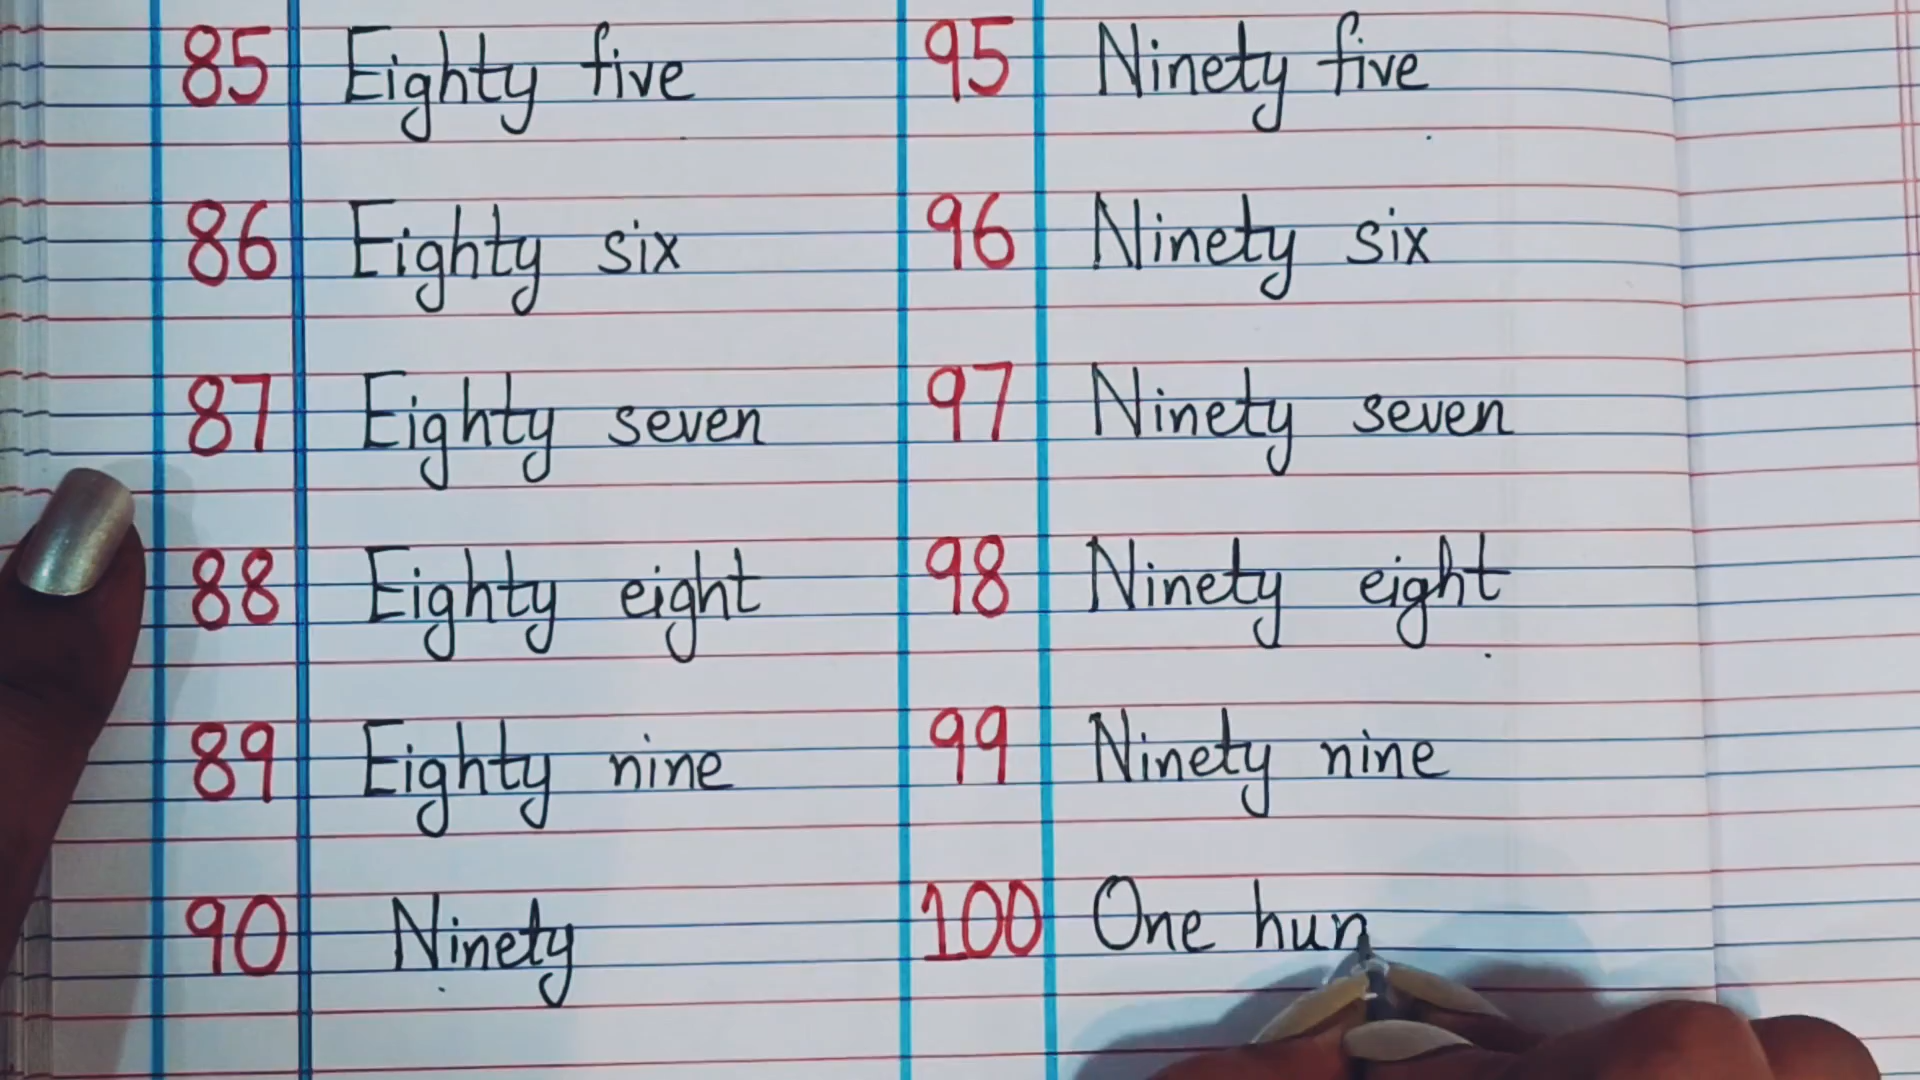 85 Eighty five
86 Eighty six
87 Eighty seven
88 Eighty eight
89 Eighty nine
90 Ninety
95 Ninety five
96 Ninety six
97 Ninety seven
98 Ninety eight
99 Ninety nine
100 One hun